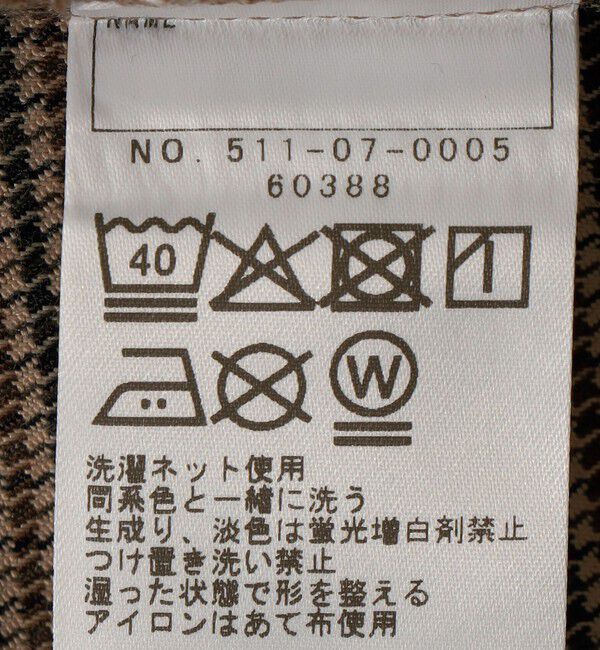 NAME
NO. 511-07-0005
60388
40
W
洗濯ネット使用
同系色と一緒に洗う
生成り、淡色は蛍光増白剤禁止
つけ置き洗い禁止
湿った状態で形を整える
アイロンはあて布使用